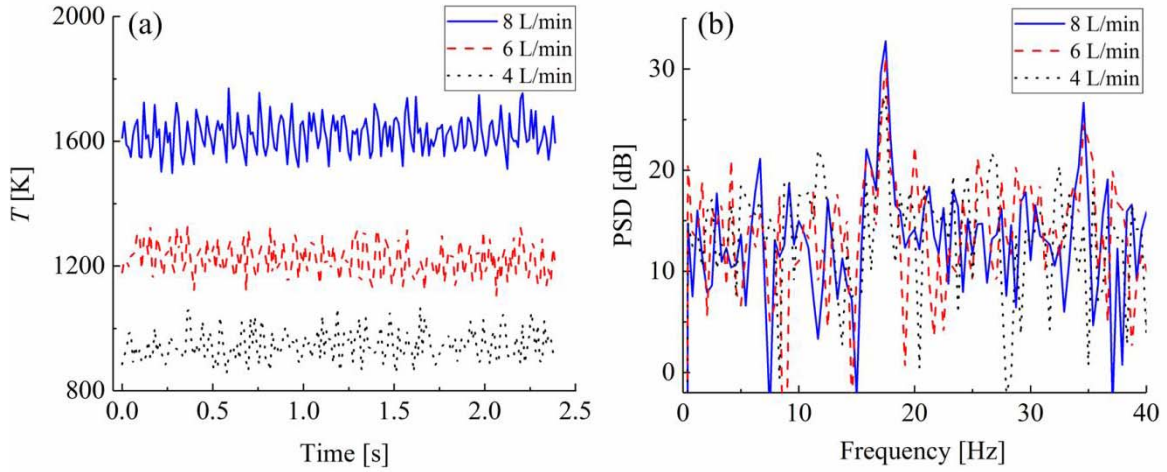 (a)
8 L/min
6 L/min
4 L/min
2000
1600
1200
800
T [K]
0.0 0.5 1.0 1.5 2.0 2.5
Time [s]
(b)
8 L/min
6 L/min
4 L/min
30
20
10
0
PSD [dB]
0 10 20 30 40
Frequency [Hz]